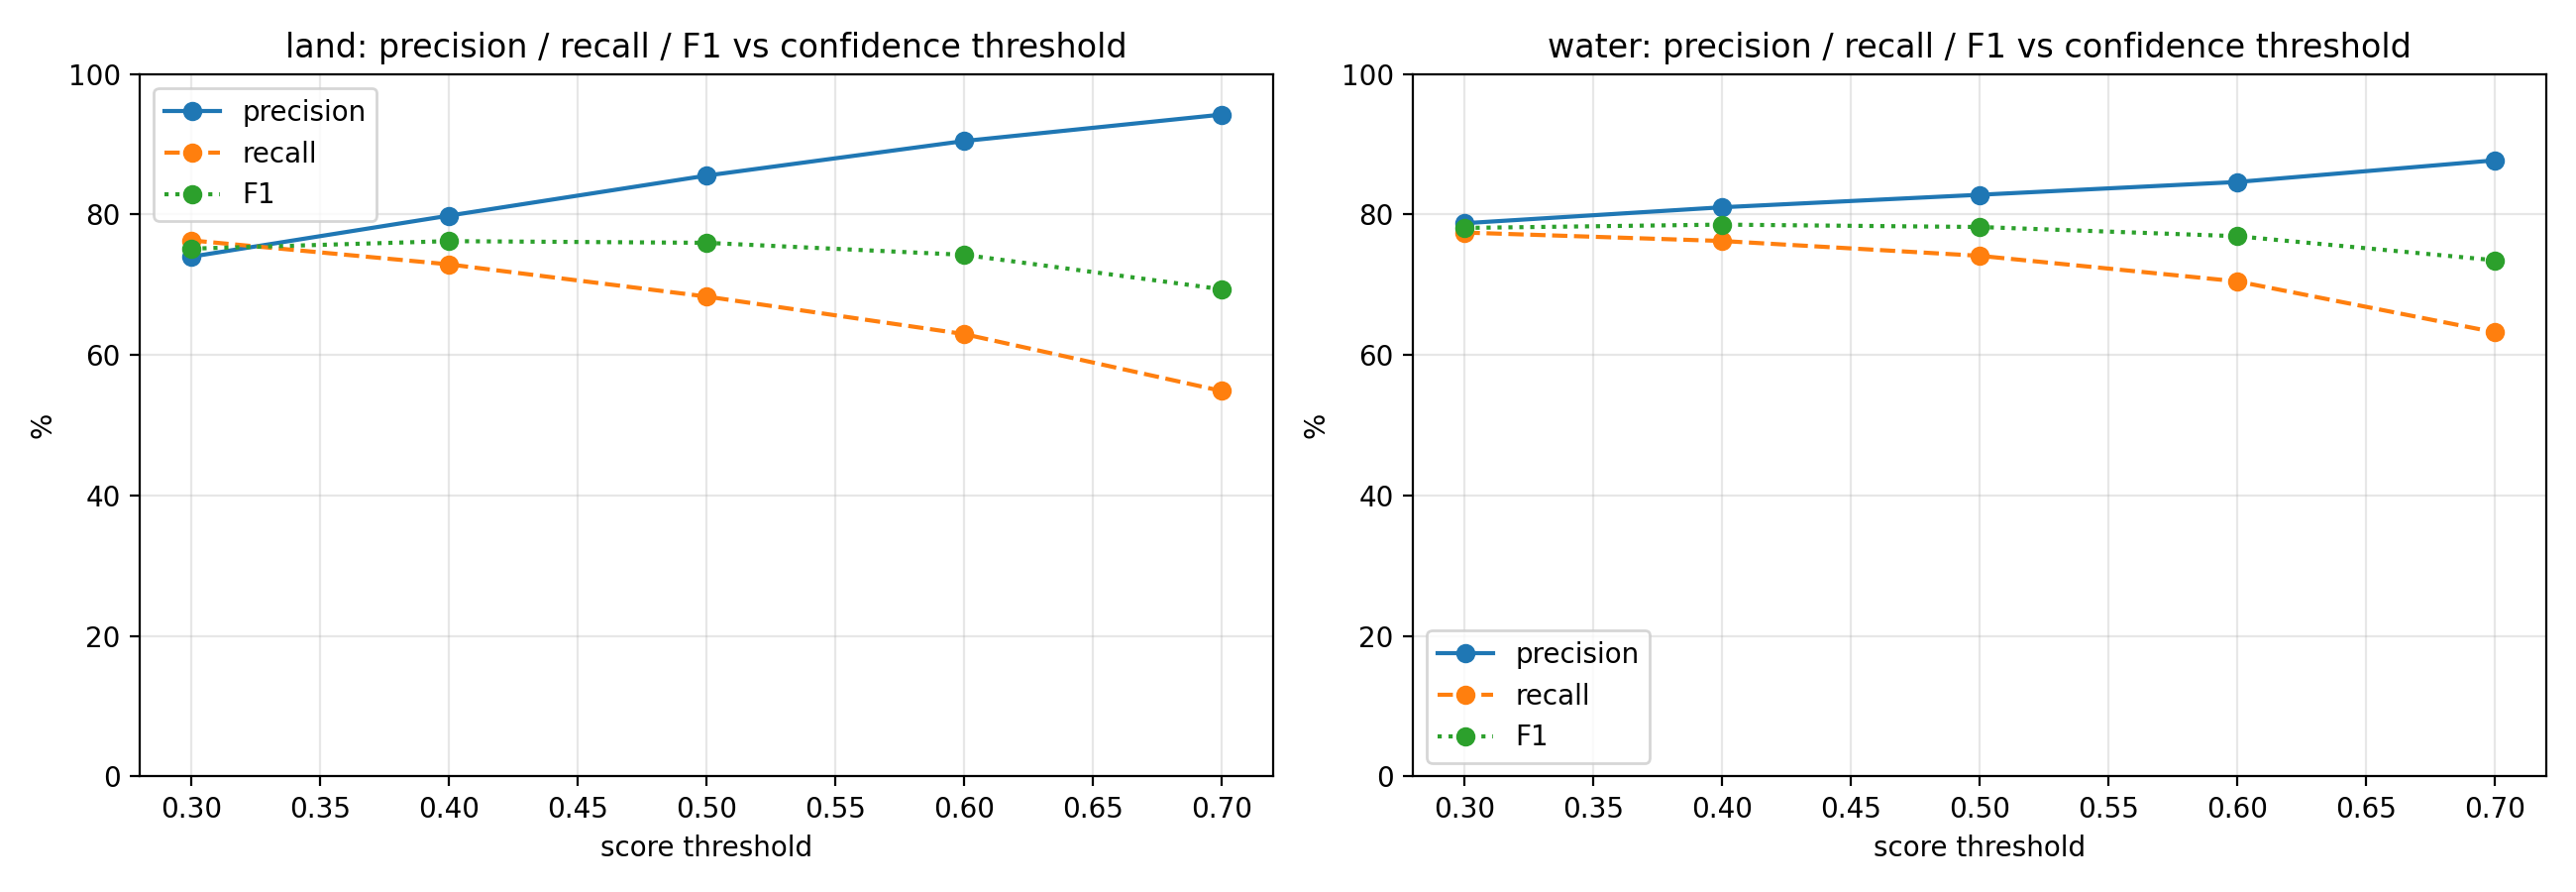 land: precision / recall / F1 vs confidence threshold
100
80
60
40
20
0
%
precision
recall
F1
0.30 0.35 0.40 0.45 0.50 0.55 0.60 0.65 0.70
score threshold
water: precision / recall / F1 vs confidence threshold
100
80
60
40
20
0
%
precision
recall
F1
0.30 0.35 0.40 0.45 0.50 0.55 0.60 0.65 0.70
score threshold